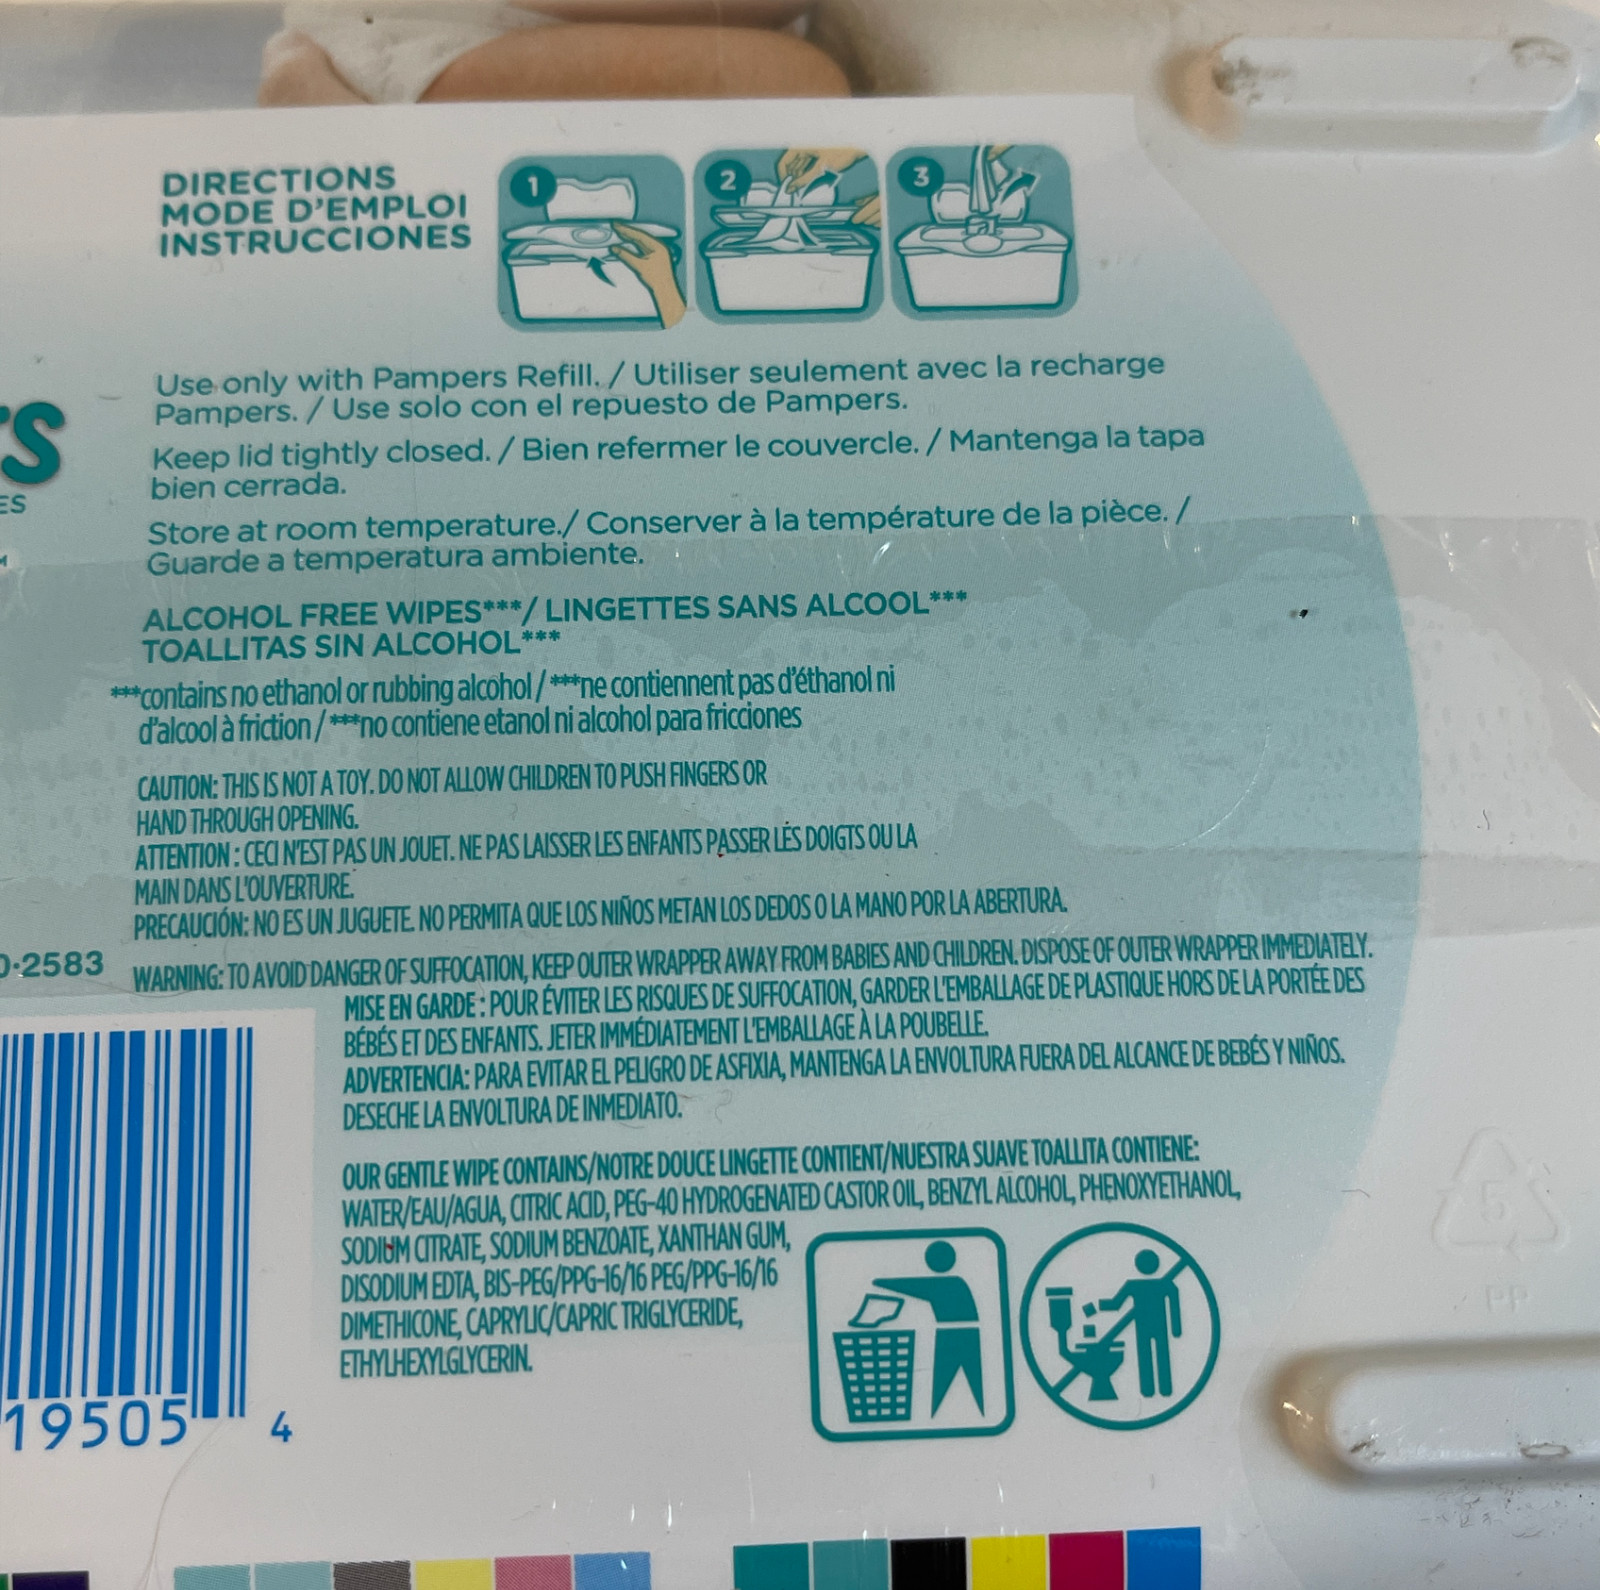 DIRECTIONS
MODE D'EMPLOI
INSTRUCCIONES
1
2
3
Use only with Pampers Refill. / Utiliser seulement avec la recharge
Pampers. / Use solo con el repuesto de Pampers.
Keep lid tightly closed. / Bien refermer le couvercle. / Mantenga la tapa
bien cerrada.
Store at room temperature./ Conserver à la température de la pièce. /
Guarde a temperatura ambiente.
ALCOHOL FREE WIPES***/ LINGETTES SANS ALCOOL***
TOALLITAS SIN ALCOHOL***
***contains no ethanol or rubbing alcohol / ***ne contiennent pas d'éthanol ni
d'alcool à friction / ***no contiene etanol ni alcohol para fricciones
CAUTION: THIS IS NOT A TOY. DO NOT ALLOW CHILDREN TO PUSH FINGERS OR
HAND THROUGH OPENING.
ATTENTION : CECI N'EST PAS UN JOUET. NE PAS LAISSER LES ENFANTS PASSER LES DOIGTS OU LA
MAIN DANS L'OUVERTURE.
PRECAUCIÓN: NO ES UN JUGUETE. NO PERMITA QUE LOS NIÑOS METAN LOS DEDOS O LA MANO POR LA ABERTURA.
WARNING: TO AVOID DANGER OF SUFFOCATION, KEEP OUTER WRAPPER AWAY FROM BABIES AND CHILDREN. DISPOSE OF OUTER WRAPPER IMMEDIATELY.
MISE EN GARDE : POUR ÉVITER LES RISQUES DE SUFFOCATION, GARDER L'EMBALLAGE DE PLASTIQUE HORS DE LA PORTÉE DES
BÉBÉS ET DES ENFANTS. JETER IMMÉDIATEMENT L'EMBALLAGE À LA POUBELLE.
ADVERTENCIA: PARA EVITAR EL PELIGRO DE ASFIXIA, MANTENGA LA ENVOLTURA FUERA DEL ALCANCE DE BEBÉS Y NIÑOS.
DESECHE LA ENVOLTURA DE INMEDIATO.
OUR GENTLE WIPE CONTAINS/NOTRE DOUCE LINGETTE CONTIENT/NUESTRA SUAVE TOALLITA CONTIENE:
WATER/EAU/AGUA, CITRIC ACID, PEG-40 HYDROGENATED CASTOR OIL, BENZYL ALCOHOL, PHENOXYETHANOL,
SODIUM CITRATE, SODIUM BENZOATE, XANTHAN GUM,
DISODIUM EDTA, BIS-PEG/PPG-16/16 PEG/PPG-16/16
DIMETHICONE, CAPRYLIC/CAPRIC TRIGLYCERIDE,
ETHYLHEXYLGLYCERIN.
S
ES
-2583
19505 4
5
PP